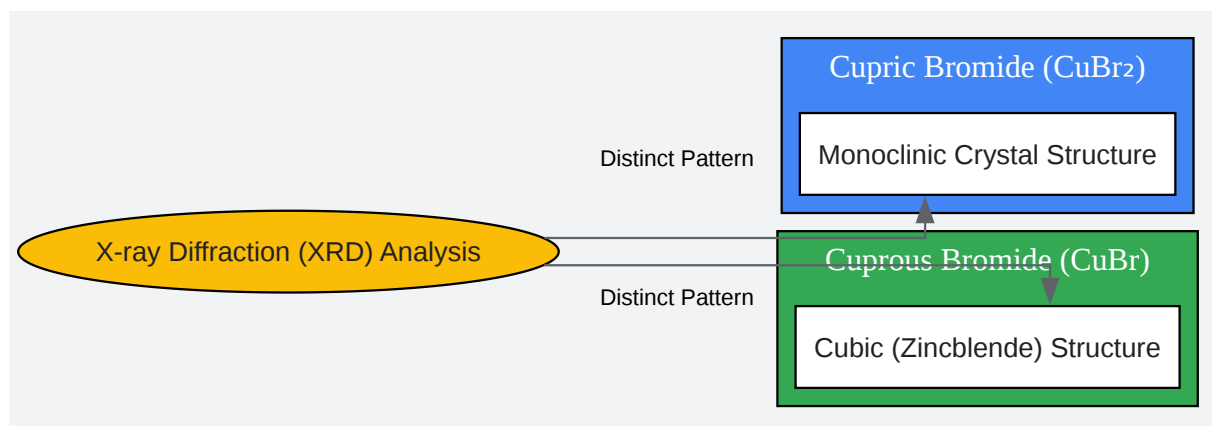 Cupric Bromide (CuBr₂)
Monoclinic Crystal Structure
Distinct Pattern
X-ray Diffraction (XRD) Analysis
Cuprous Bromide (CuBr)
Distinct Pattern
Cubic (Zincblende) Structure